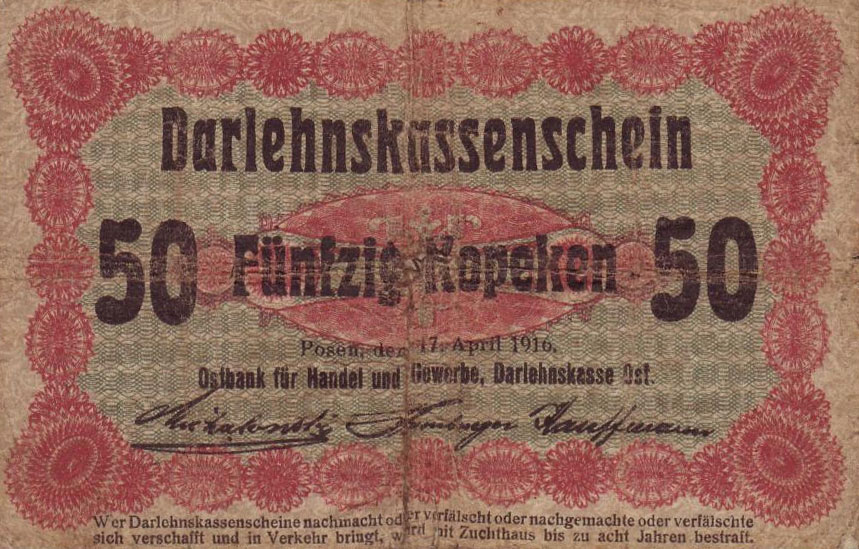 Darlehnskassenschein
50 Fünfzig Kopeken 50
Posen, den 17. April 1916.
Ostbank für Handel und Gewerbe, Darlehnskasse Ost.
Kauffmann
Wer Darlehnskassenscheine nachmacht oder verfälscht oder nachgemachte oder verfälschte
sich verschafft und in Verkehr bringt, wird mit Zuchthaus bis zu acht Jahren bestraft.